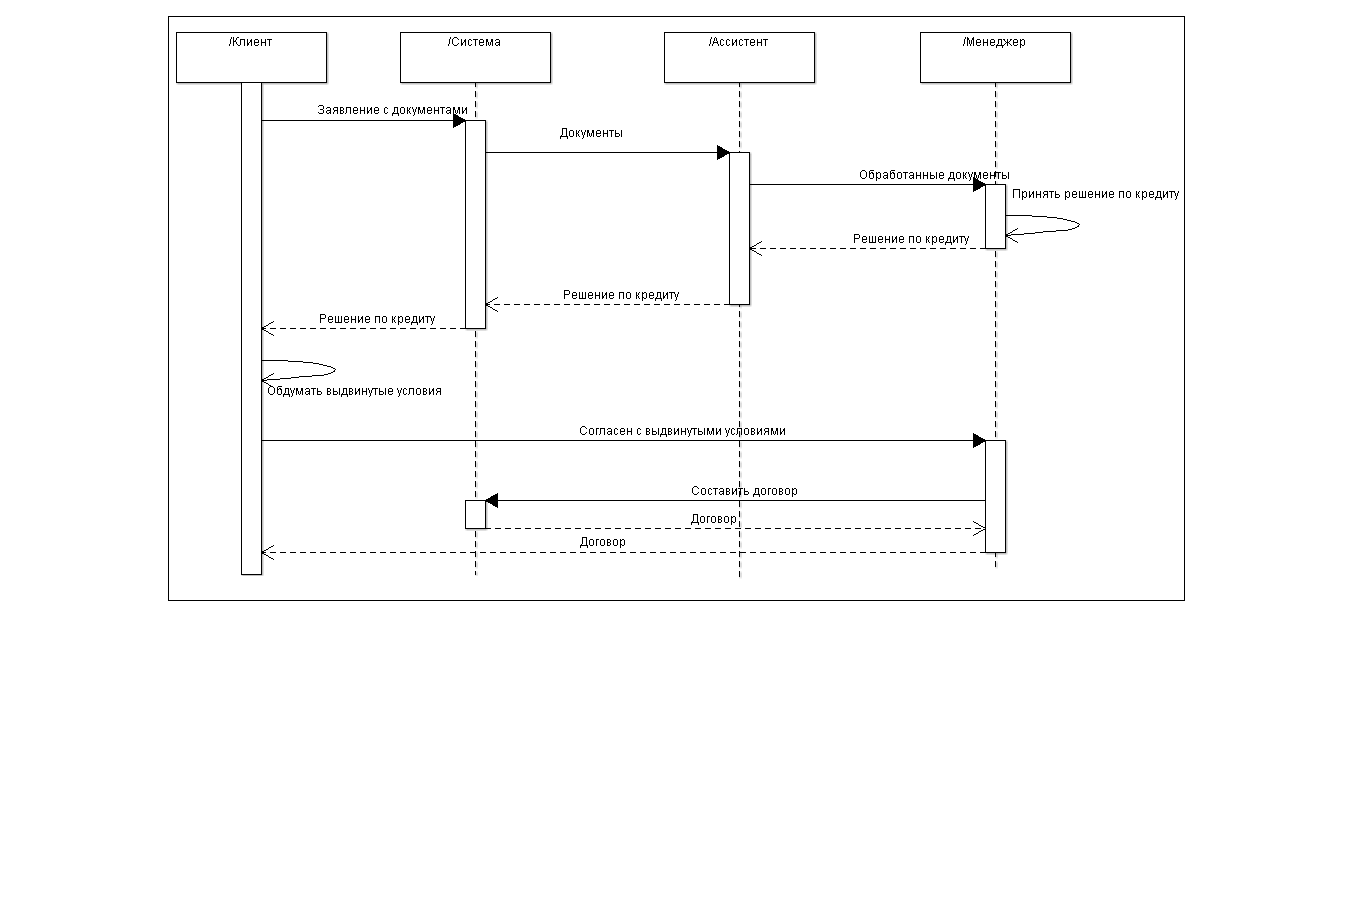 /Клиент
/Система
/Ассистент
/Менеджер
Заявление с документами
Документы
Обработанные документы
Принять решение по кредиту
Решение по кредиту
Решение по кредиту
Решение по кредиту
Обдумать выдвинутые условия
Согласен с выдвинутыми условиями
Составить договор
Договор
Договор